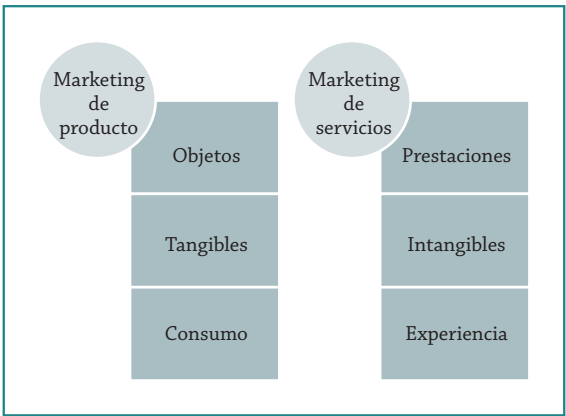 Marketing
de
producto
Objetos
Tangibles
Consumo
Marketing
de
servicios
Prestaciones
Intangibles
Experiencia